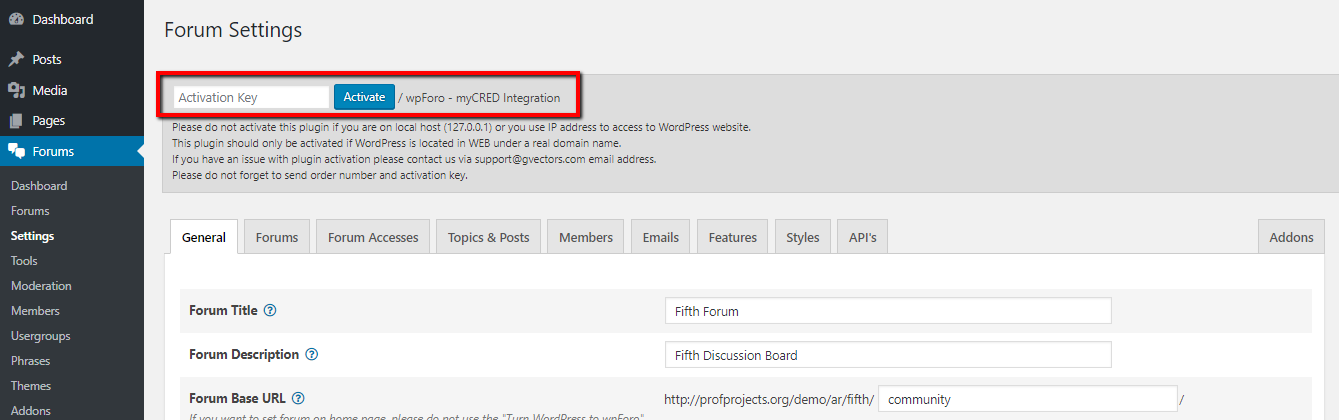 Dashboard
Posts
Media
Pages
Forums
Dashboard
Forums
Settings
Tools
Moderation
Members
Usergroups
Phrases
Themes
Addons
Forum Settings
Activation Key Activate / wpForo - myCRED Integration
Please do not activate this plugin if you are on local host (127.0.0.1) or you use IP address to access to WordPress website.
This plugin should only be activated if WordPress is located in WEB under a real domain name.
If you have an issue with plugin activation please contact us via support@gvectors.com email address.
Please do not forget to send order number and activation key.
General Forums Forum Accesses Topics & Posts Members Emails Features Styles API's Addons
Forum Title ? Fifth Forum
Forum Description ? Fifth Discussion Board
Forum Base URL ? http://profprojects.org/demo/ar/fifth/ community /
If you want to set forum on home page, please do not use the "Turn WordPress to wpForo"